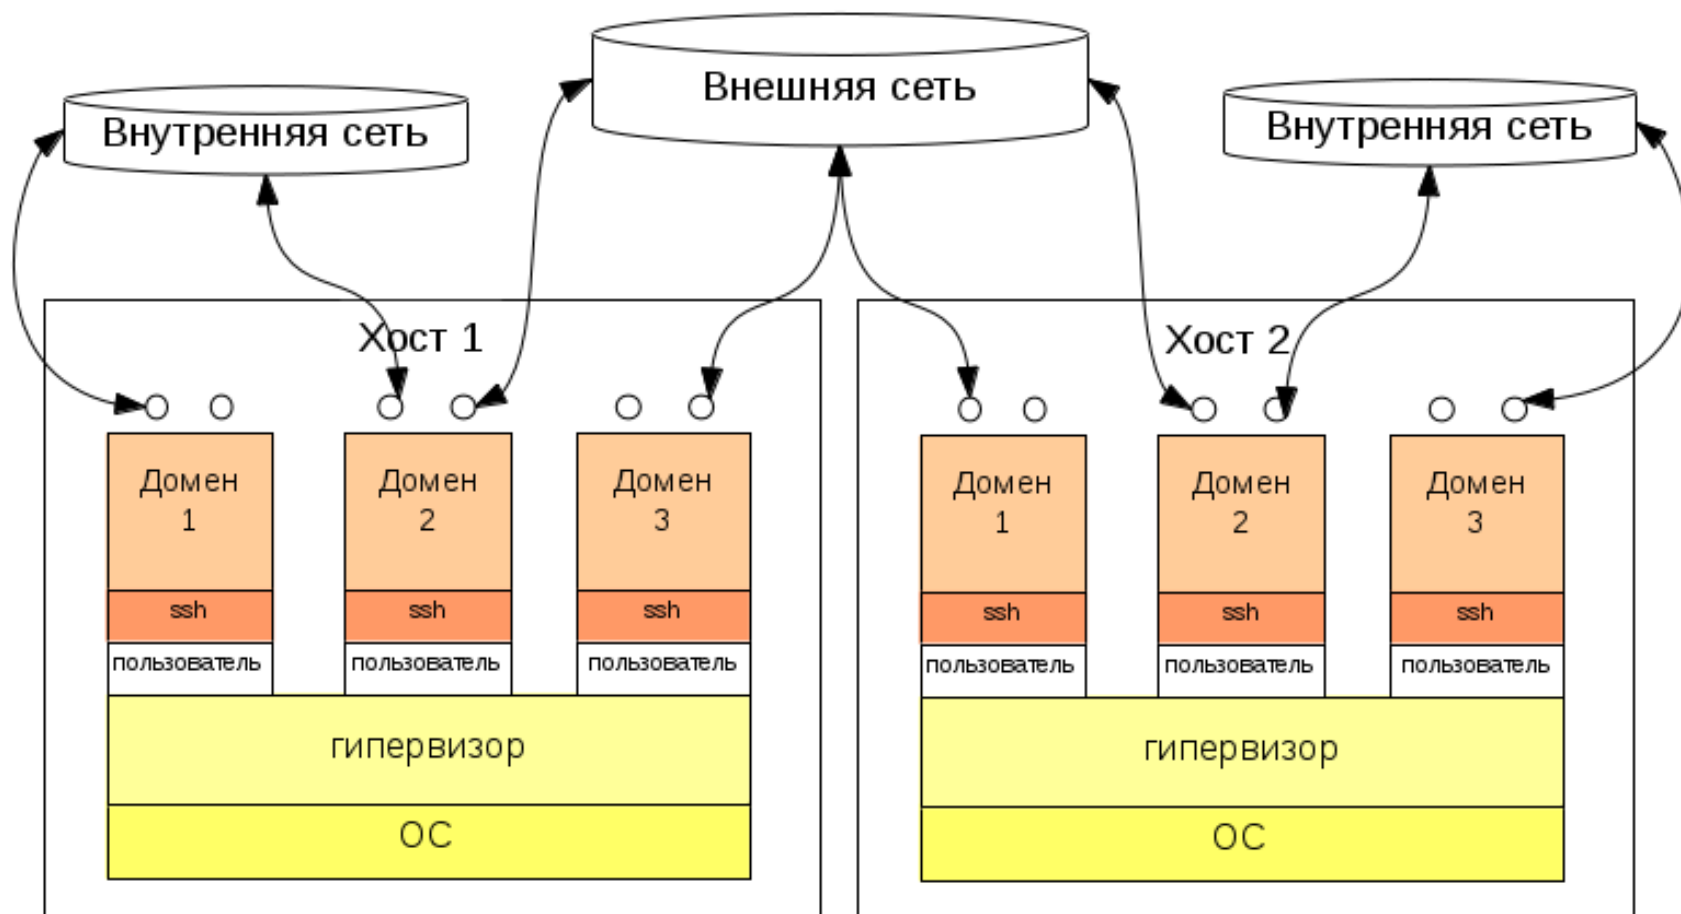 Внешняя сеть
Внутренняя сеть
Внутренняя сеть
Хост 1
Хост 2
Домен
1
Домен
2
Домен
3
Домен
1
Домен
2
Домен
3
ssh
ssh
ssh
ssh
ssh
ssh
пользователь
пользователь
пользователь
пользователь
пользователь
пользователь
гипервизор
гипервизор
ОС
ОС